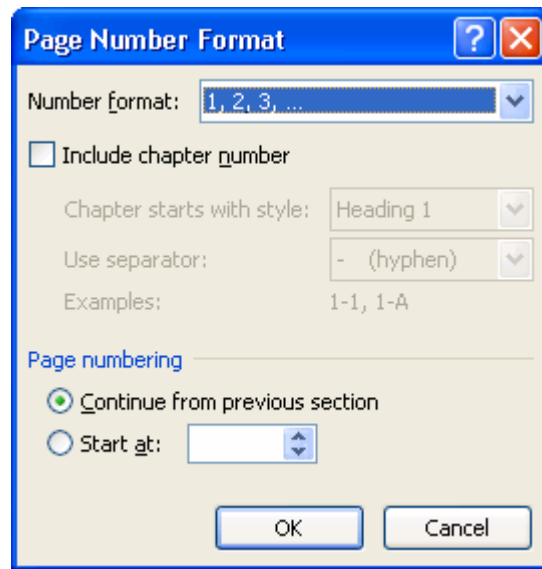 Page Number Format
Number format: 1, 2, 3, ...
Include chapter number
Chapter starts with style: Heading 1
Use separator: - (hyphen)
Examples: 1-1, 1-A
Page numbering
Continue from previous section
Start at:
OK Cancel